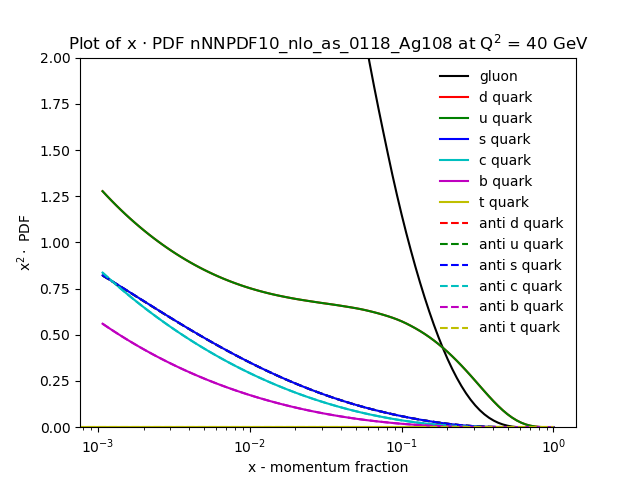 Plot of x · PDF nNNPDF10_nlo_as_0118_Ag108 at Q² = 40 GeV
x² · PDF
2.00
1.75
1.50
1.25
1.00
0.75
0.50
0.25
0.00
gluon
d quark
u quark
s quark
c quark
b quark
t quark
anti d quark
anti u quark
anti s quark
anti c quark
anti b quark
anti t quark
10⁻³ 10⁻² 10⁻¹ 10⁰
x - momentum fraction